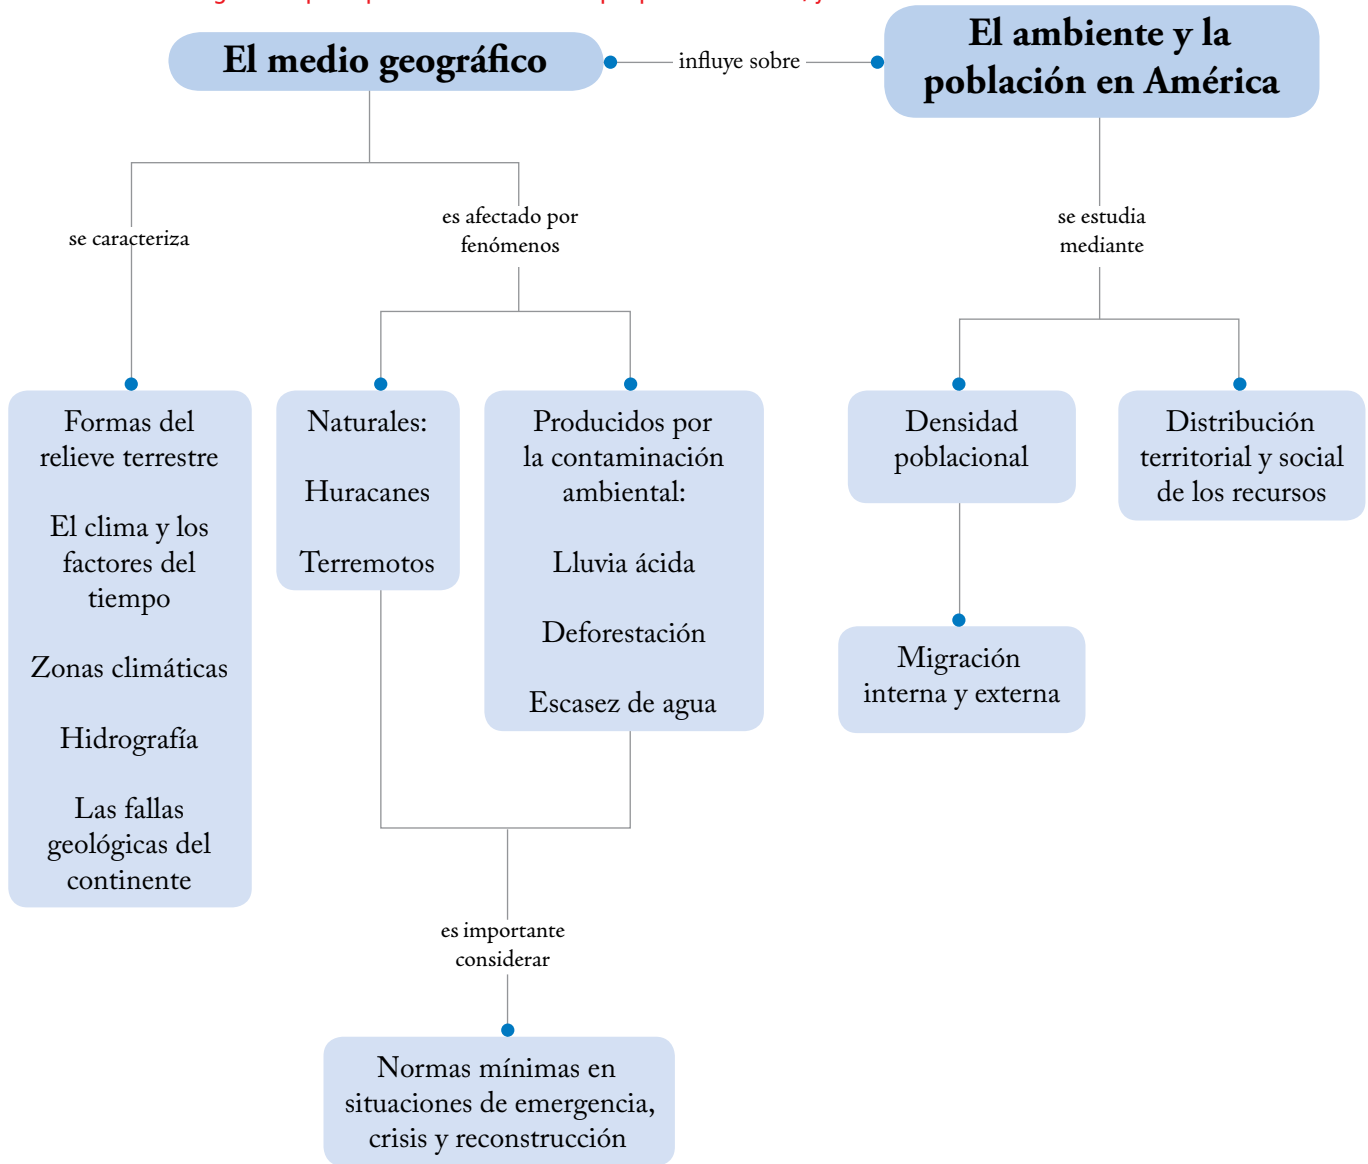 El medio geográfico
influye sobre
El ambiente y la
población en América
se caracteriza
es afectado por
fenómenos
se estudia
mediante
Formas del
relieve terrestre
El clima y los
factores del
tiempo
Zonas climáticas
Hidrografía
Las fallas
geológicas del
continente
Naturales:
Huracanes
Terremotos
Producidos por
la contaminación
ambiental:
Lluvia ácida
Deforestación
Escasez de agua
Densidad
poblacional
Distribución
territorial y social
de los recursos
Migración
interna y externa
es importante
considerar
Normas mínimas en
situaciones de emergencia,
crisis y reconstrucción